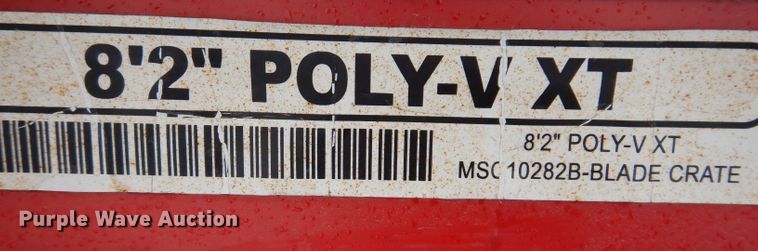 8'2" POLY-V XT
8'2" POLY-V XT
MSC10282B-BLADE CRATE
Purple Wave Auction